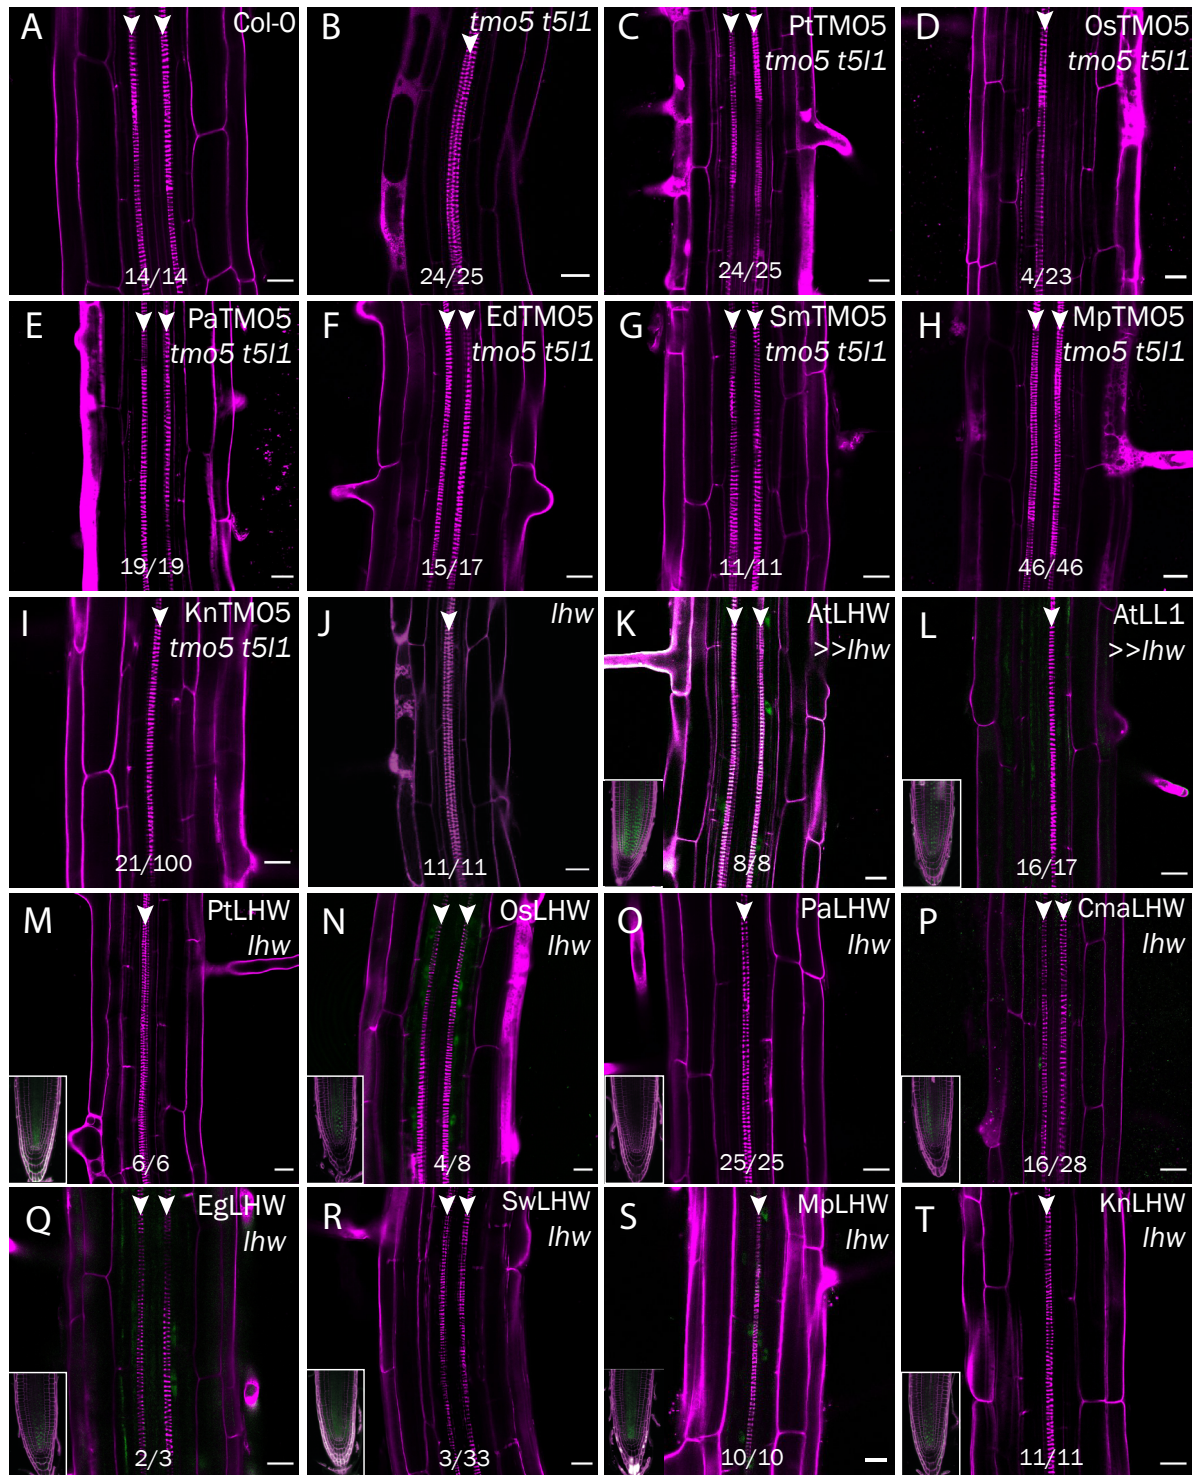 A
Col-0
14/14
B
tmo5 t5l1
24/25
C
PtTMO5
tmo5 t5l1
24/25
D
OsTMO5
tmo5 t5l1
4/23
E
PaTMO5
tmo5 t5l1
19/19
F
EdTMO5
tmo5 t5l1
15/17
G
SmTMO5
tmo5 t5l1
11/11
H
MpTMO5
tmo5 t5l1
46/46
I
KnTMO5
tmo5 t5l1
21/100
J
lhw
11/11
K
AtLHW
>>lhw
8/8
L
AtLL1
>>lhw
16/17
M
PtLHW
lhw
6/6
N
OsLHW
lhw
4/8
O
PaLHW
lhw
25/25
P
CmaLHW
lhw
16/28
Q
EgLHW
lhw
2/3
R
SwLHW
lhw
3/33
S
MpLHW
lhw
10/10
T
KnLHW
lhw
11/11